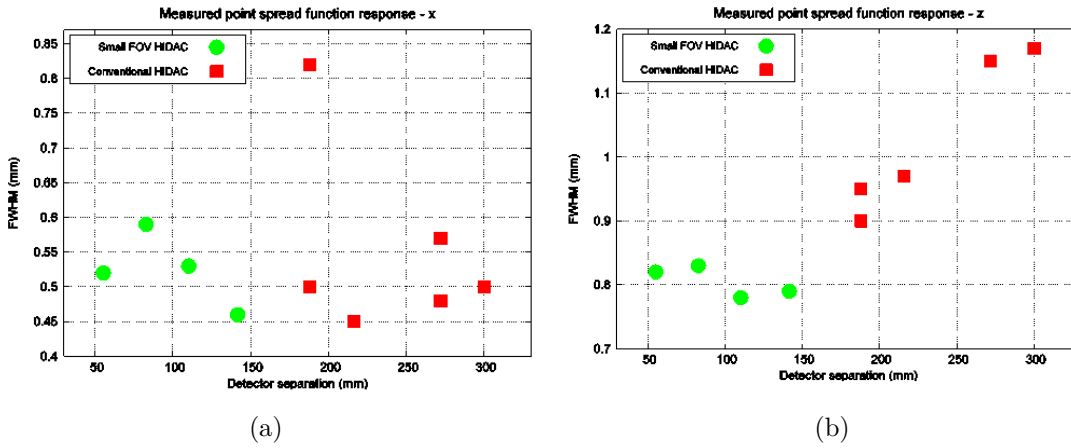 Measured point spread function response - x
0.85
0.8
0.75
0.7
0.65
0.6
0.55
0.5
0.45
0.4
FWHM (mm)
Small FOV HIDAC
Conventional HIDAC
50 100 150 200 250 300
Detector separation (mm)
(a)
Measured point spread function response - z
1.2
1.1
1
0.9
0.8
0.7
FWHM (mm)
Small FOV HIDAC
Conventional HIDAC
50 100 150 200 250 300
Detector separation (mm)
(b)